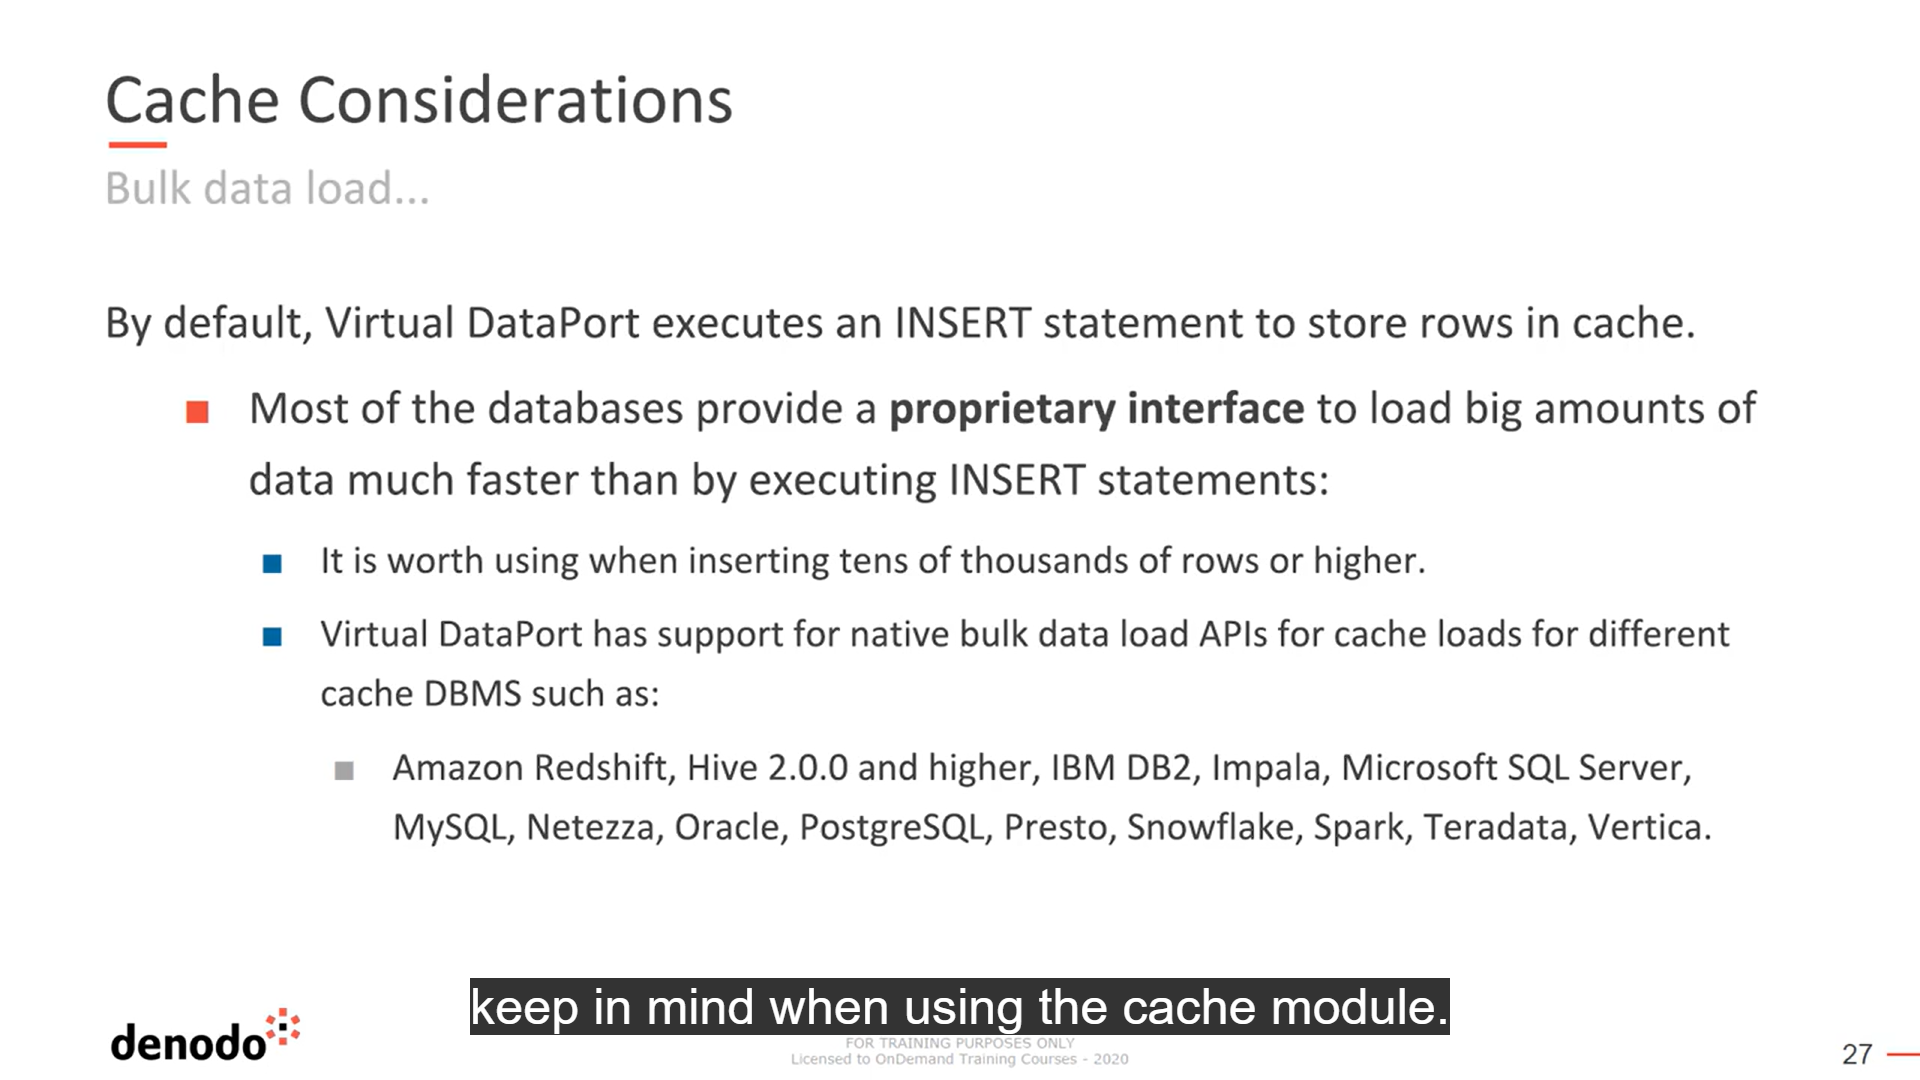 Cache Considerations
Bulk data load...
By default, Virtual DataPort executes an INSERT statement to store rows in cache.
Most of the databases provide a proprietary interface to load big amounts of
data much faster than by executing INSERT statements:
It is worth using when inserting tens of thousands of rows or higher.
Virtual DataPort has support for native bulk data load APIs for cache loads for different
cache DBMS such as:
Amazon Redshift, Hive 2.0.0 and higher, IBM DB2, Impala, Microsoft SQL Server,
MySQL, Netezza, Oracle, PostgreSQL, Presto, Snowflake, Spark, Teradata, Vertica.
keep in mind when using the cache module.
denodo
FOR TRAINING PURPOSES ONLY
Licensed to OnDemand Training Courses - 2020
27